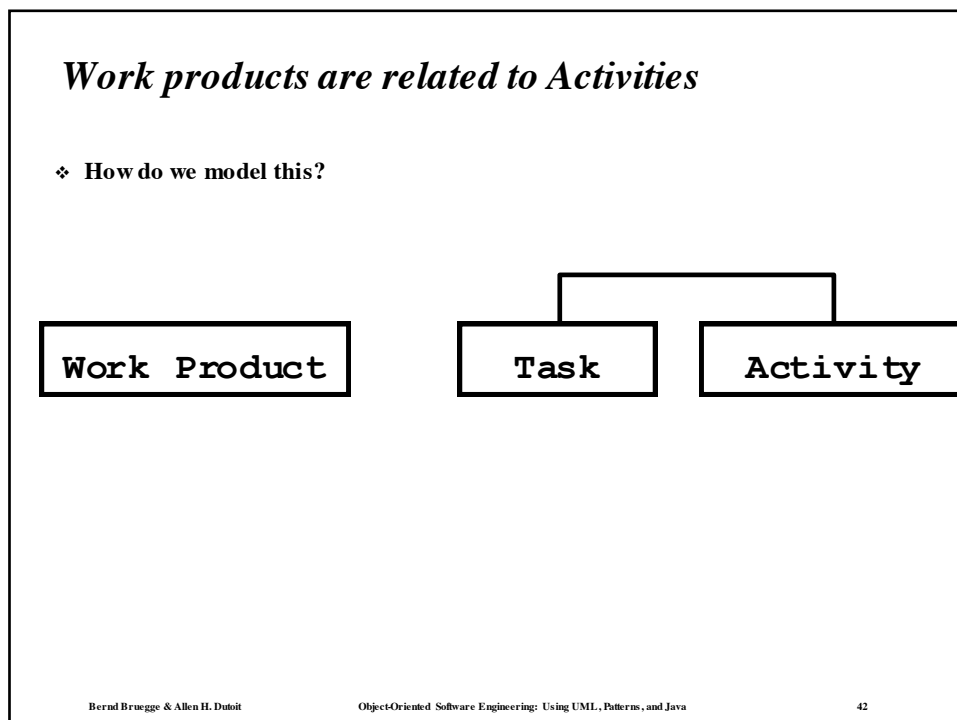 Work products are related to Activities
❖ How do we model this?
Work Product
Task
Activity
Bernd Bruegge & Allen H. Dutoit
Object-Oriented Software Engineering: Using UML, Patterns, and Java
42